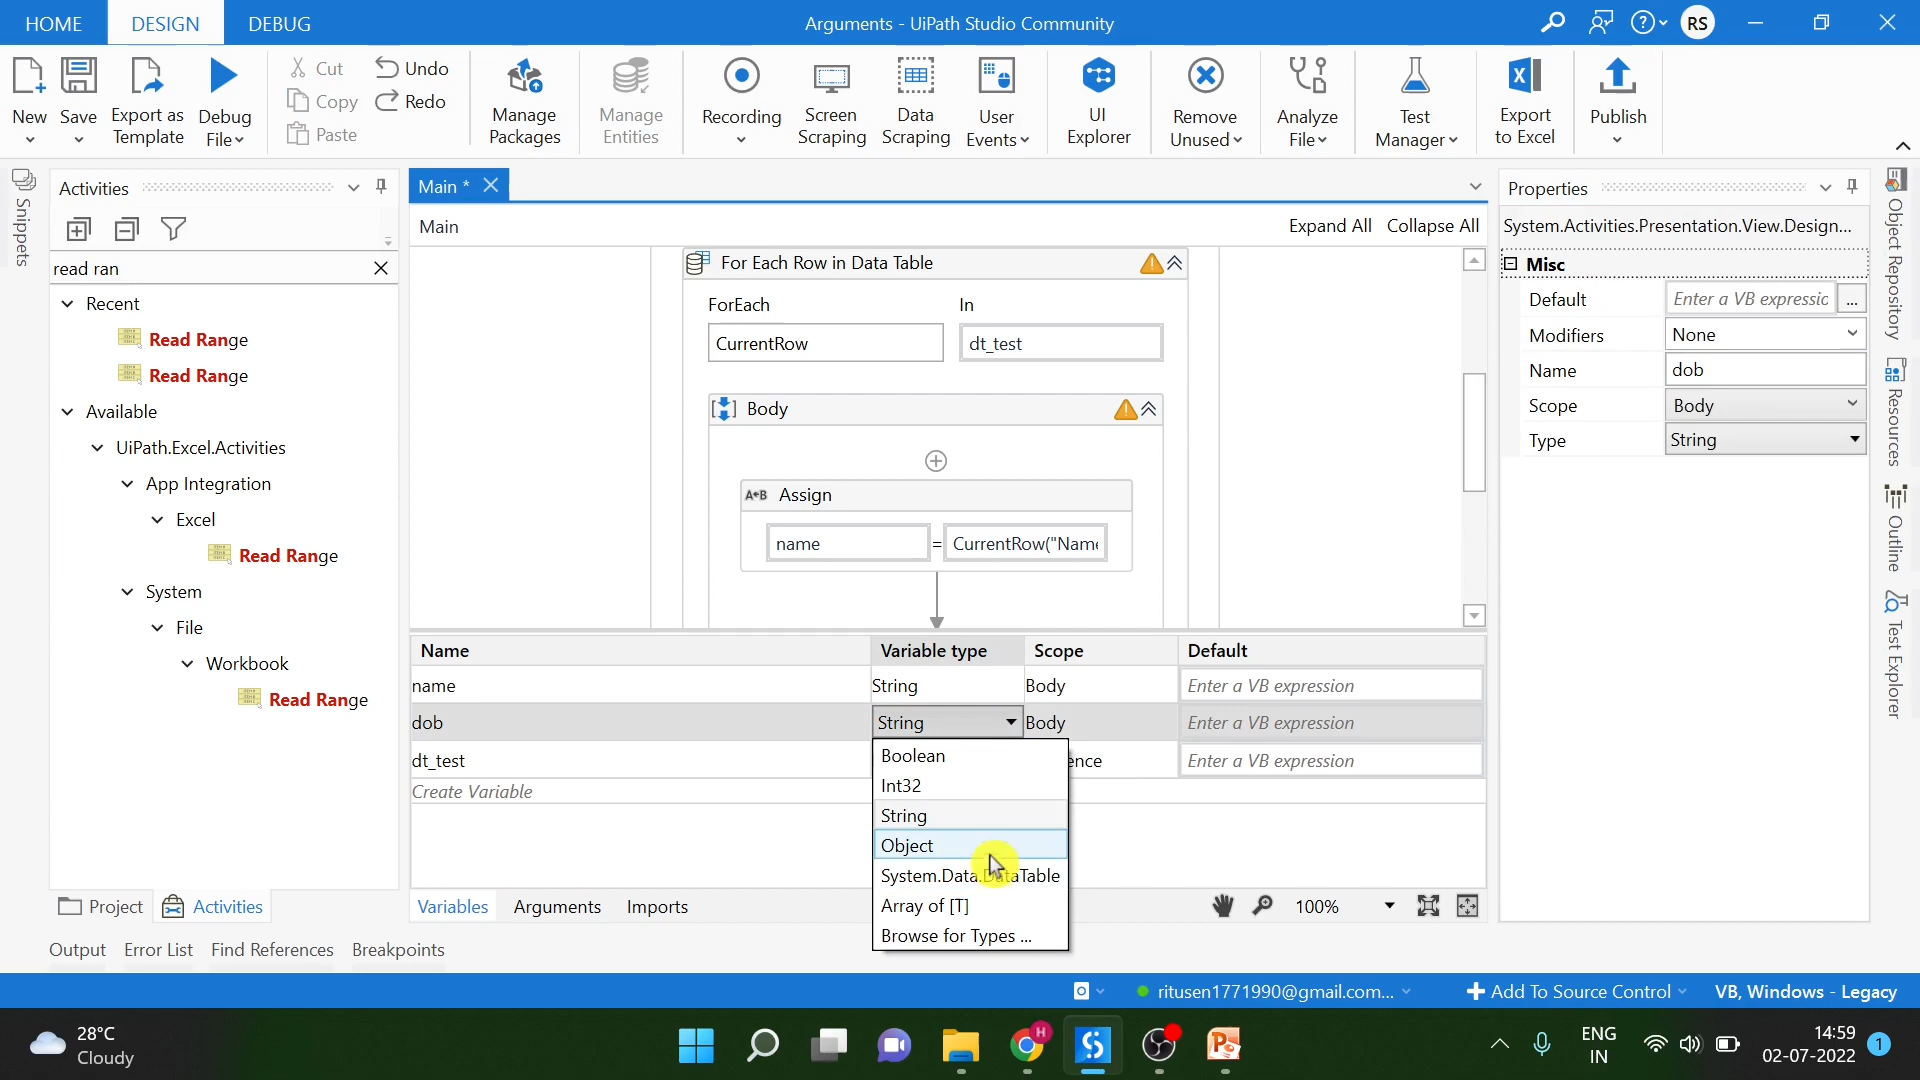 HOME DESIGN DEBUG Arguments - UiPath Studio Community RS
New Save Export as Template Debug File
Cut Copy Paste Undo Redo
Manage Packages
Manage Entities
Recording
Screen Scraping
Data Scraping
User Events
UI Explorer
Remove Unused
Analyze File
Test Manager
Export to Excel
Publish
Snippets
Activities
read ran
Recent
Read Range
Read Range
Available
UiPath.Excel.Activities
App Integration
Excel
Read Range
System
File
Workbook
Read Range
Project Activities
Main *
Main Expand All Collapse All
For Each Row in Data Table
ForEach In
CurrentRow dt_test
Body
A+B Assign
name = CurrentRow("Name
Name Variable type Scope Default
name String Body Enter a VB expression
dob String Body Enter a VB expression
dt_test ence Enter a VB expression
Create Variable
Boolean
Int32
String
Object
System.Data.DataTable
Array of [T]
Browse for Types ...
Variables Arguments Imports 100%
Properties
System.Activities.Presentation.View.Design...
Misc
Default Enter a VB expressic ...
Modifiers None
Name dob
Scope Body
Type String
Object Repository
Resources
Outline
Test Explorer
Output Error List Find References Breakpoints
ritusen1771990@gmail.com... Add To Source Control VB, Windows - Legacy
28°C
Cloudy
H
ENG
IN
14:59
02-07-2022
1